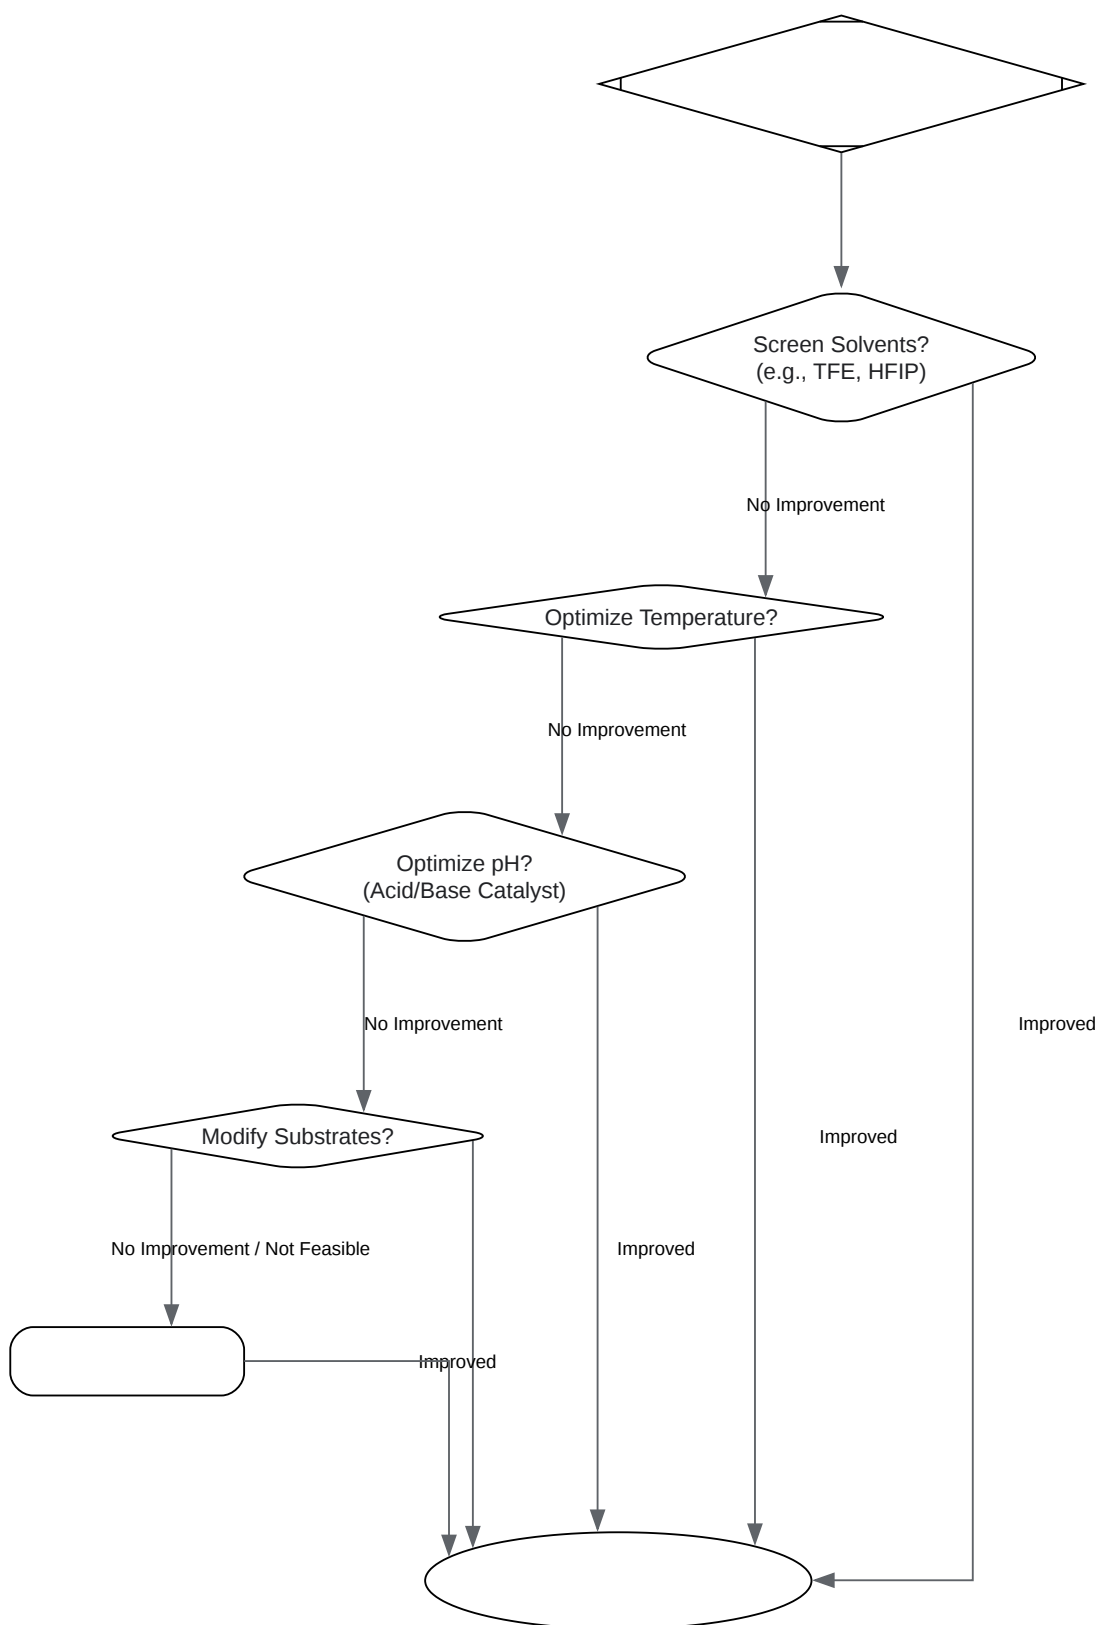 Screen Solvents?
(e.g., TFE, HFIP)
No Improvement
Optimize Temperature?
No Improvement
Optimize pH?
(Acid/Base Catalyst)
No Improvement
Improved
Modify Substrates?
Improved
No Improvement / Not Feasible
Improved
Improved